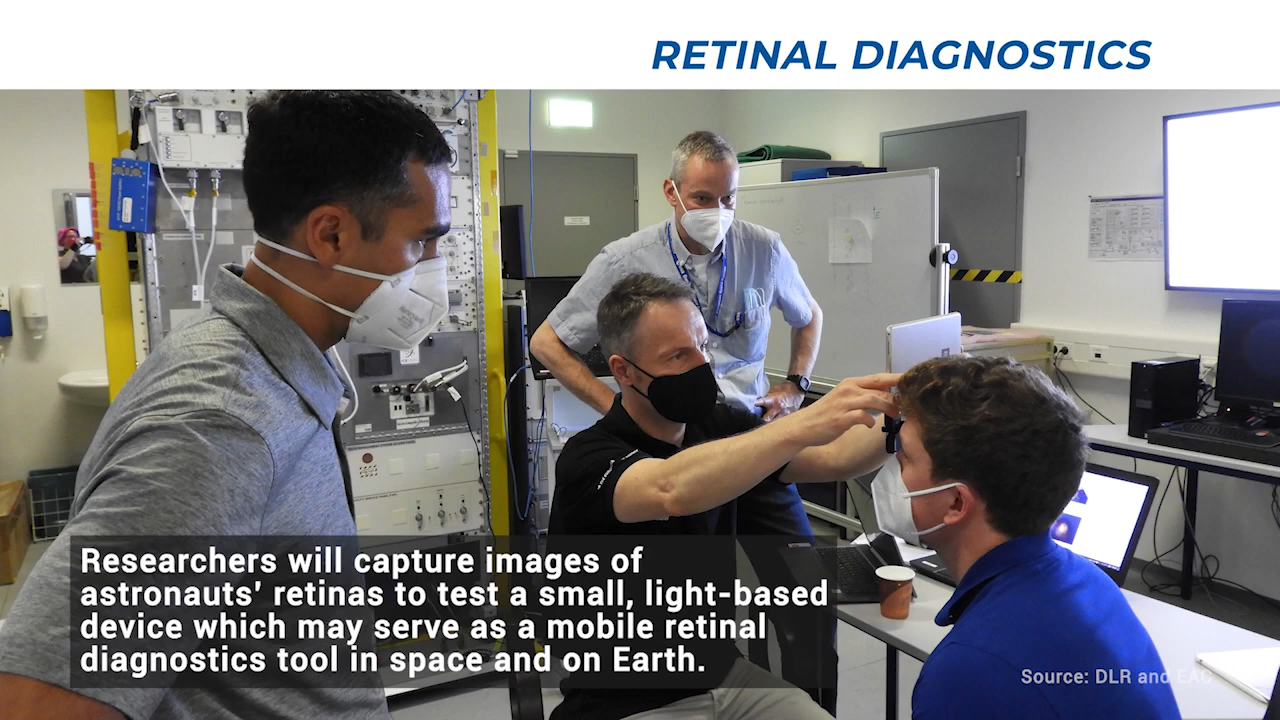 RETINAL DIAGNOSTICS
Researchers will capture images of
astronauts' retinas to test a small, light-based
device which may serve as a mobile retinal
diagnostics tool in space and on Earth.
Source: DLR and EAC